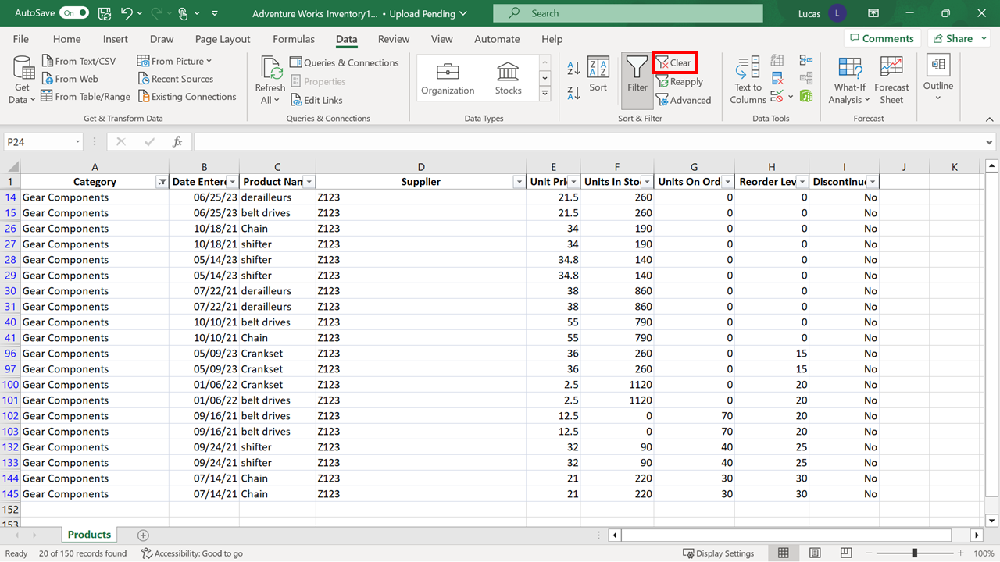 AutoSave On Adventure Works Inventory1... • Upload Pending Search Lucas L
File Home Insert Draw Page Layout Formulas Data Review View Automate Help Comments Share
Get Data
From Text/CSV
From Web
From Table/Range
From Picture
Recent Sources
Existing Connections
Get & Transform Data
Refresh All
Queries & Connections
Properties
Edit Links
Queries & Connections
Organization Stocks
Data Types
Sort
Filter
Clear
Reapply
Advanced
Sort & Filter
Text to Columns
Data Tools
What-If Analysis
Forecast Sheet
Forecast
Outline
P24 fx
A B C D E F G H I J K
1 Category Date Entere Product Nan Supplier Unit Pric Units In Sto Units On Ord Reorder Lev Discontinue
14 Gear Components 06/25/23 derailleurs Z123 21.5 260 0 0 No
15 Gear Components 06/25/23 belt drives Z123 21.5 260 0 0 No
26 Gear Components 10/18/21 Chain Z123 34 190 0 0 No
27 Gear Components 10/18/21 shifter Z123 34 190 0 0 No
28 Gear Components 05/14/23 shifter Z123 34.8 140 0 0 No
29 Gear Components 05/14/23 shifter Z123 34.8 140 0 0 No
30 Gear Components 07/22/21 derailleurs Z123 38 860 0 0 No
31 Gear Components 07/22/21 derailleurs Z123 38 860 0 0 No
40 Gear Components 10/10/21 belt drives Z123 55 790 0 0 No
41 Gear Components 10/10/21 Chain Z123 55 790 0 0 No
96 Gear Components 05/09/23 Crankset Z123 36 260 0 15 No
97 Gear Components 05/09/23 Crankset Z123 36 260 0 15 No
100 Gear Components 01/06/22 Crankset Z123 2.5 1120 0 20 No
101 Gear Components 01/06/22 belt drives Z123 2.5 1120 0 20 No
102 Gear Components 09/16/21 belt drives Z123 12.5 0 70 20 No
103 Gear Components 09/16/21 belt drives Z123 12.5 0 70 20 No
132 Gear Components 09/24/21 shifter Z123 32 90 40 25 No
133 Gear Components 09/24/21 shifter Z123 32 90 40 25 No
144 Gear Components 07/14/21 Chain Z123 21 220 30 30 No
145 Gear Components 07/14/21 Chain Z123 21 220 30 30 No
152
153
Products
Ready 20 of 150 records found Accessibility: Good to go Display Settings 100%